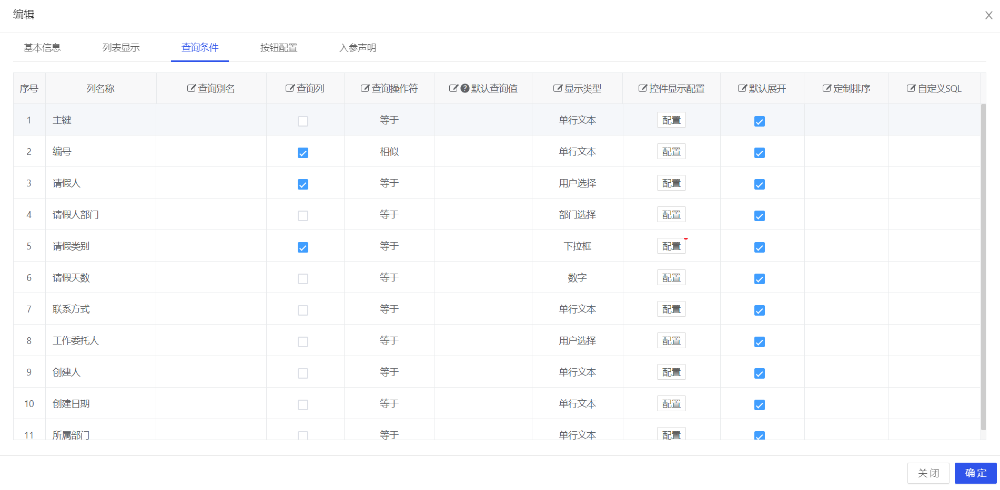 编辑
基本信息 列表显示 查询条件 按钮配置 入参声明
序号 列名称 查询别名 查询列 查询操作符 默认查询值 显示类型 控件显示配置 默认展开 定制排序 自定义SQL
1 主键 等于 单行文本 配置
2 编号 相似 单行文本 配置
3 请假人 等于 用户选择 配置
4 请假人部门 等于 部门选择 配置
5 请假类别 等于 下拉框 配置
6 请假天数 等于 数字 配置
7 联系方式 等于 单行文本 配置
8 工作委托人 等于 用户选择 配置
9 创建人 等于 单行文本 配置
10 创建日期 等于 单行文本 配置
11 所属部门 等于 单行文本 配置
关闭 确定